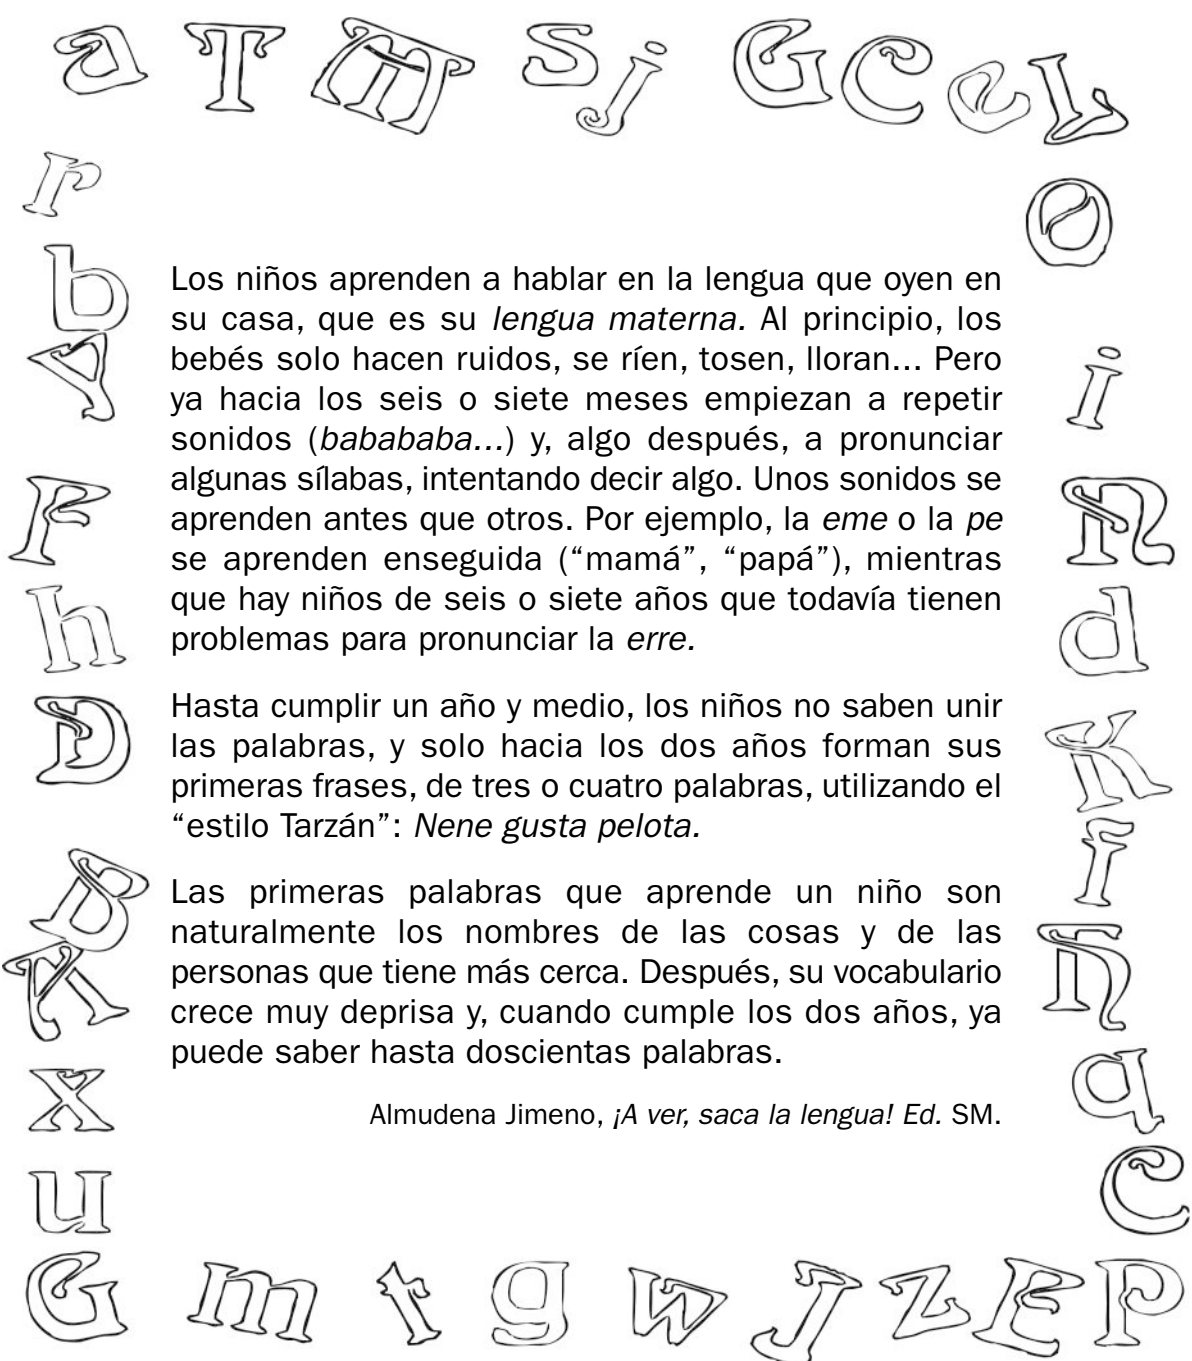 a T M S j G C e L
r
O
b
Los niños aprenden a hablar en la lengua que oyen en
su casa, que es su lengua materna. Al principio, los
bebés solo hacen ruidos, se ríen, tosen, lloran... Pero
ya hacia los seis o siete meses empiezan a repetir
sonidos (babababa...) y, algo después, a pronunciar
algunas sílabas, intentando decir algo. Unos sonidos se
aprenden antes que otros. Por ejemplo, la eme o la pe
se aprenden enseguida (“mamá”, “papá”), mientras
que hay niños de seis o siete años que todavía tienen
problemas para pronunciar la erre.
Hasta cumplir un año y medio, los niños no saben unir
las palabras, y solo hacia los dos años forman sus
primeras frases, de tres o cuatro palabras, utilizando el
“estilo Tarzán”: Nene gusta pelota.
Las primeras palabras que aprende un niño son
naturalmente los nombres de las cosas y de las
personas que tiene más cerca. Después, su vocabulario
crece muy deprisa y, cuando cumple los dos años, ya
puede saber hasta doscientas palabras.
Almudena Jimeno, ¡A ver, saca la lengua! Ed. SM.
y
i
F
h
d
D
K
f
B
x
q
u
C
G m t g w J z E P